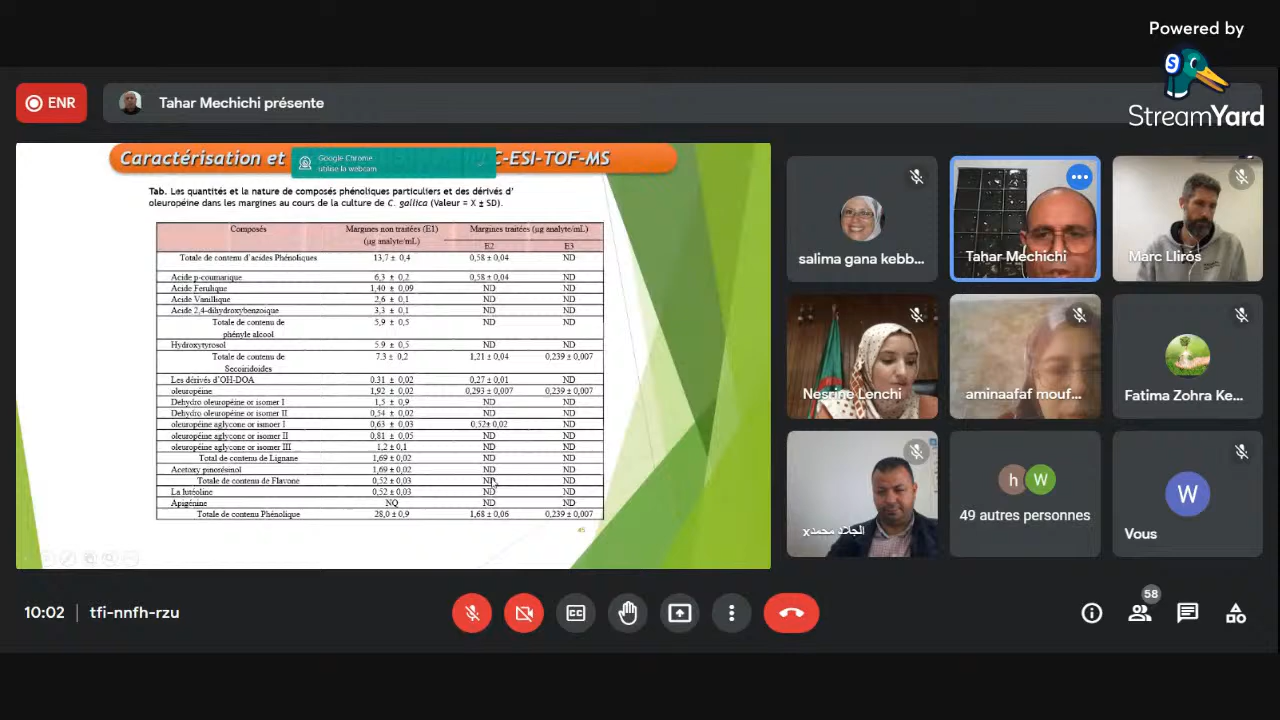 Powered by
StreamYard
ENR
Tahar Mechichi présente
Caractérisation et
C-ESI-TOF-MS
Google Chrome
utilise la webcam
Tab. Les quantités et la nature de composés phénoliques particuliers et des dérivés d'
oleuropéine dans les margines au cours de la culture de C. gallica (Valeur = X ± SD).
Composés Margines non traitées (E1) Margines traitées (µg analyte/mL)
(µg analyte/mL) E2 E3
Totale de contenu d'acides Phénoliques 13,7 ± 0,4 0,58 ± 0,04 ND
Acide p-coumarique 6,3 ± 0,2 0,58 ± 0,04 ND
Acide Ferulique 1,40 ± 0,09 ND ND
Acide Vanillique 2,6 ± 0,1 ND ND
Acide 2,4-dihydroxybenzoique 3,3 ± 0,1 ND ND
Totale de contenu de 5,9 ± 0,5 ND ND
phényle alcool
Hydroxytyrosol 5.9 ± 0,5 ND ND
Totale de contenu de 7.3 ± 0,2 1,21 ± 0,04 0,239 ± 0,007
Secoiridoides
Les dérivés d'OH-DOA 0.31 ± 0,02 0,27 ± 0,01 ND
oleuropéine 1,92 ± 0,02 0,293 ± 0,007 0,239 ± 0,007
Dehydro oleuropéine or isomer I 1,5 ± 0,9 ND ND
Dehydro oleuropéine or isomer II 0,54 ± 0,02 ND ND
oleuropéine aglycone or isomer I 0,63 ± 0,03 0,52± 0,02 ND
oleuropéine aglycone or isomer II 0,81 ± 0,05 ND ND
oleuropéine aglycone or isomer III 1,2 ± 0,1 ND ND
Total de contenu de Lignane 1,69 ± 0,02 ND ND
Acetoxy pinorésinol 1,69 ± 0,02 ND ND
Totale de contenu de Flavone 0,52 ± 0,03 ND ND
La lutéoline 0,52 ± 0,03 ND ND
Apigénine NQ ND ND
Totale de contenu Phénolique 28,0 ± 0,9 1,68 ± 0,06 0,239 ± 0,007
45
salima gana kebb...
Tahar Mechichi
Marc Llirós
Nesrine Lenchi
aminaafaf mouf...
Fatima Zohra Ke...
الجلاد محمدx
h W
49 autres personnes
W
Vous
10:02 | tfi-nnfh-rzu
58